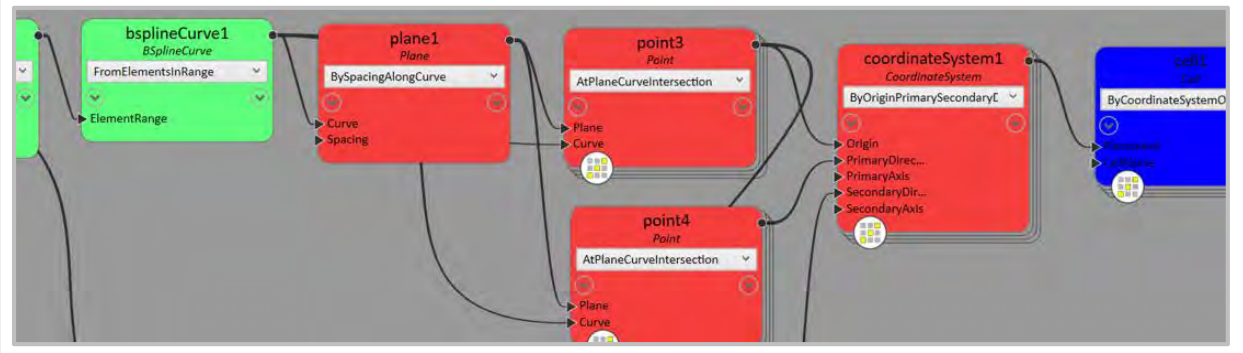 bsplineCurve1
BSplineCurve
FromElementsInRange
ElementRange
plane1
Plane
BySpacingAlongCurve
Curve
Spacing
point3
Point
AtPlaneCurveIntersection
Plane
Curve
point4
Point
AtPlaneCurveIntersection
Plane
Curve
coordinateSystem1
CoordinateSystem
ByOriginPrimarySecondaryD
Origin
PrimaryDirec...
PrimaryAxis
SecondaryDir...
SecondaryAxis
cell1
Cell
ByCoordinateSystemO